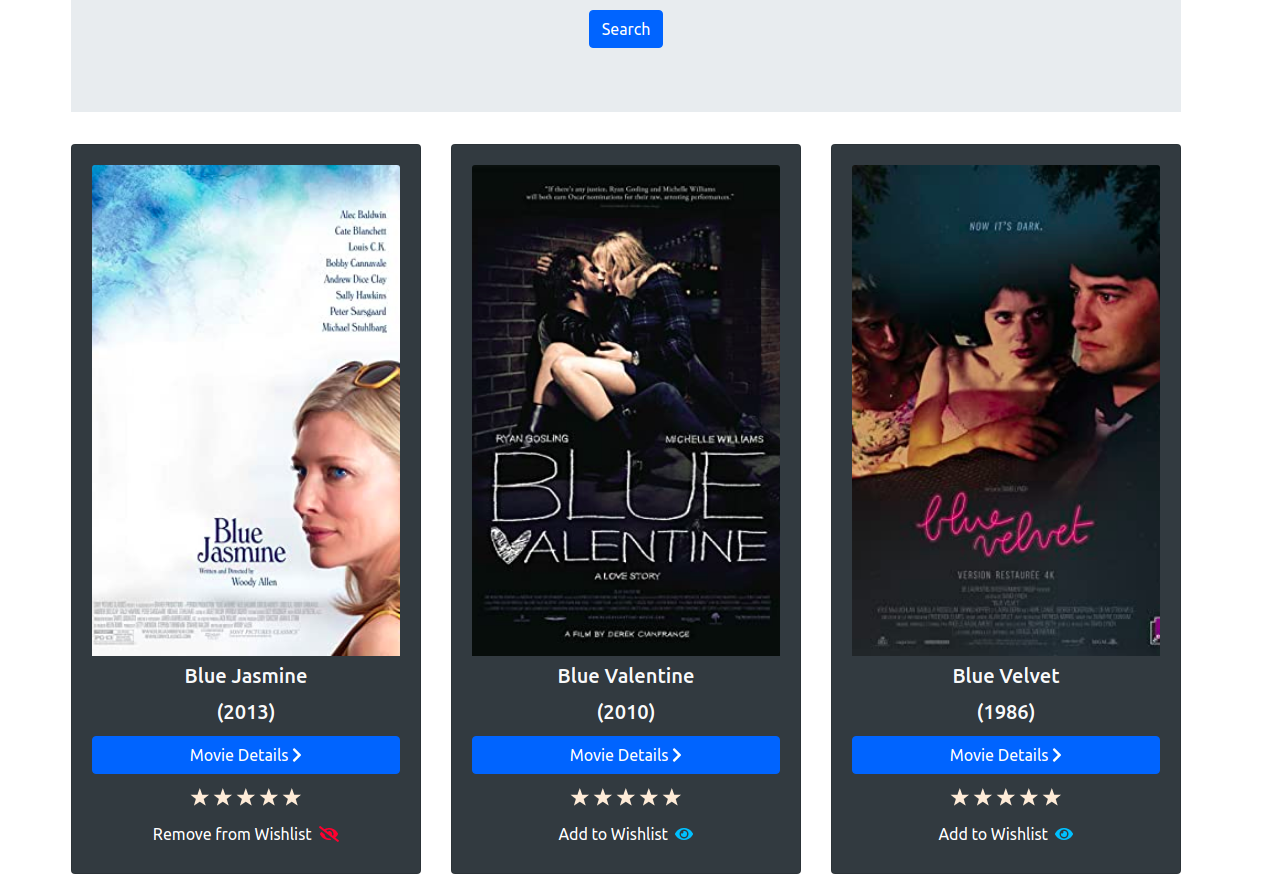 Search
Alec Baldwin
Cate Blanchett
Louis C.K.
Bobby Cannavale
Andrew Dice Clay
Sally Hawkins
Peter Sarsgaard
Michael Stuhlbarg
Blue
Jasmine
Written and Directed by
Woody Allen
SONY PICTURES CLASSICS
Blue Jasmine
(2013)
Movie Details
Remove from Wishlist
"If there's any justice, Ryan Gosling and Michelle Williams
will both earn Oscar nominations for their raw, arresting performances."
RYAN GOSLING MICHELLE WILLIAMS
BLUE
VALENTINE
A LOVE STORY
A FILM BY DEREK CIANFRANCE
Blue Valentine
(2010)
Movie Details
Add to Wishlist
NOW IT'S DARK.
blue
velvet
VERSION RESTAURÉE 4K
Blue Velvet
(1986)
Movie Details
Add to Wishlist